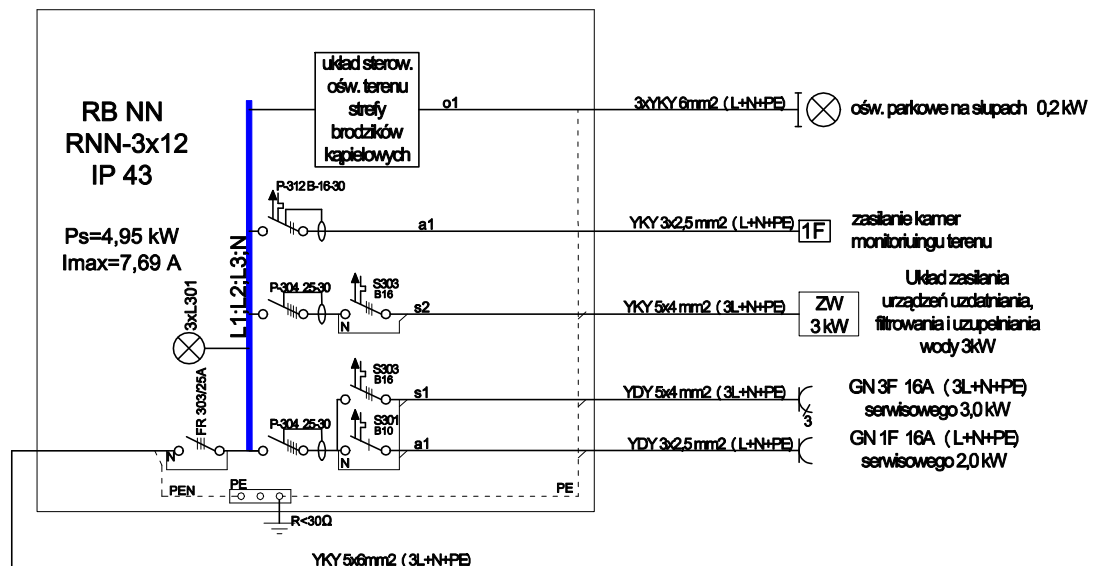 układ sterow.
ośw. terenu
strefy
brodzików
kąpielowych
o1
3xYKY 6mm2 ( L+N+PE)
ośw. parkowe na słupach 0,2 kW
RB NN
RNN-3x12
IP 43
Ps=4,95 kW
Imax=7,69 A
P-312 B-16-30
a1
YKY 3x2,5 mm2 ( L+N+PE)
1F
zasilanie kamer
monitoriuingu terenu
L1;L2;L3;N
3xL301
P-304 25-30
S303
B16
N
s2
YKY 5x4 mm2 ( 3L+N+PE)
ZW
3 kW
Układ zasilania
urządzeń uzdatniania,
filtrowania i uzupełniania
wody 3kW
S303
B16
s1
YDY 5x4 mm2 ( 3L+N+PE)
3
GN 3F 16A ( 3L+N+PE)
serwisowego 3,0 kW
FR 303/25A
N
P-304 25-30
S301
B10
N
a1
YDY 3x2,5 mm2 ( L+N+PE)
GN 1F 16A ( L+N+PE)
serwisowego 2,0 kW
PEN
PE
PE
R<30Ω
YKY 5x6mm2 ( 3L+N+PE)